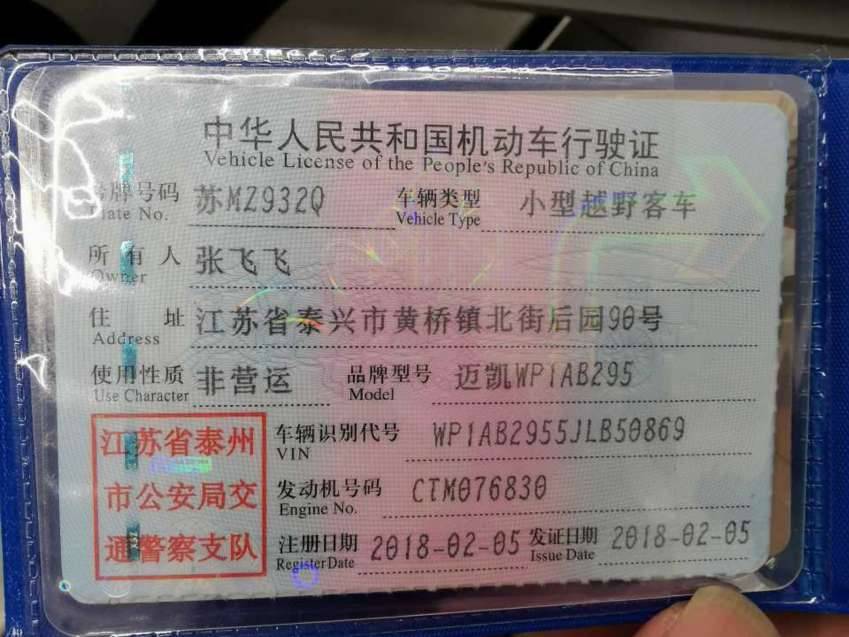 中华人民共和国机动车行驶证
Vehicle License of the People's Republic of China
号牌号码 苏MZ932Q 车辆类型 小型越野客车
Plate No. Vehicle Type
所有人 张飞飞
Owner
住址 江苏省泰兴市黄桥镇北街后园90号
Address
使用性质 非营运 品牌型号 迈凯WP1AB295
Use Character Model
江苏省泰州
市公安局交
通警察支队
车辆识别代号 WP1AB2955JLB50869
VIN
发动机号码 CTM076830
Engine No.
注册日期 2018-02-05 发证日期 2018-02-05
Register Date Issue Date